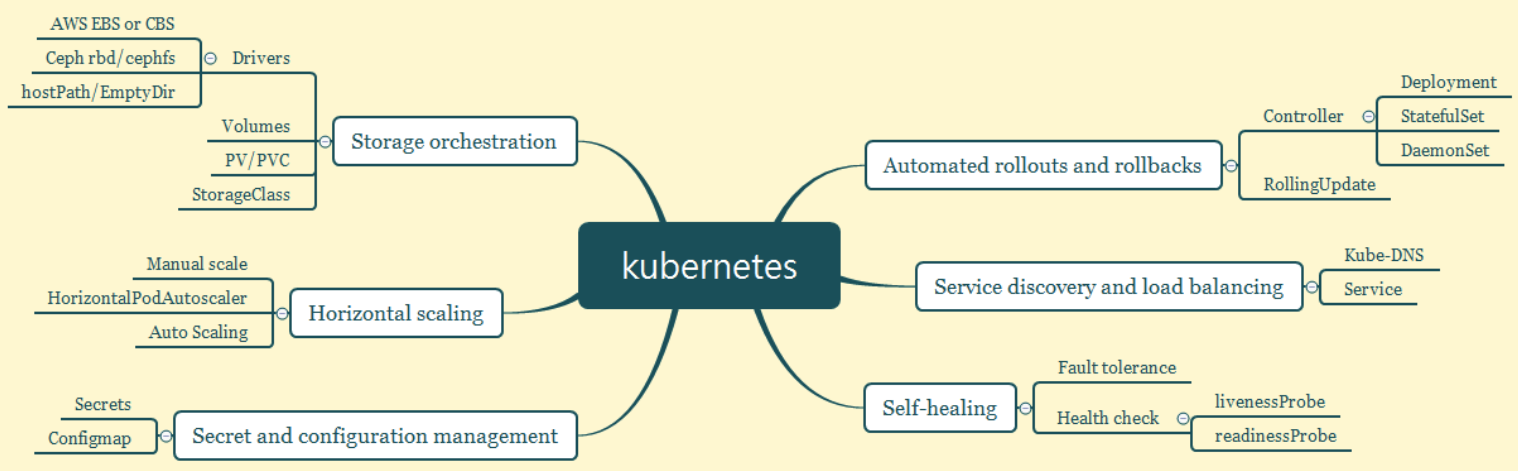 AWS EBS or CBS
Ceph rbd/cephfs
hostPath/EmptyDir
Drivers
Volumes
PV/PVC
StorageClass
Storage orchestration
Manual scale
HorizontalPodAutoscaler
Auto Scaling
Horizontal scaling
Secrets
Configmap
Secret and configuration management
kubernetes
Automated rollouts and rollbacks
Controller
Deployment
StatefulSet
DaemonSet
RollingUpdate
Service discovery and load balancing
Kube-DNS
Service
Self-healing
Fault tolerance
Health check
livenessProbe
readinessProbe